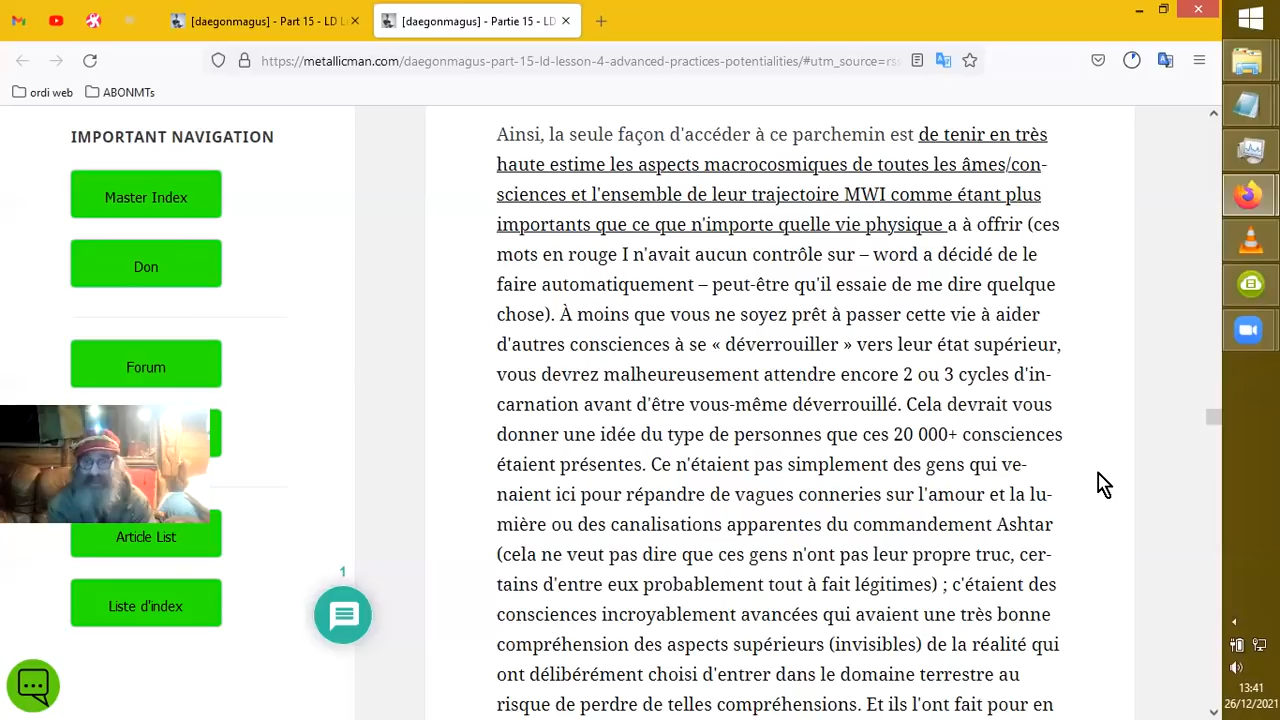 [daegonmagus] - Part 15 - LD L
[daegonmagus] - Partie 15 - LD
https://metallicman.com/daegonmagus-part-15-ld-lesson-4-advanced-practices-potentialities/#utm_source=rss
ordi web
ABONMTs
IMPORTANT NAVIGATION
Master Index
Don
Forum
Article List
Liste d'index
1
Ainsi, la seule façon d'accéder à ce parchemin est de tenir en très
haute estime les aspects macrocosmiques de toutes les âmes/con-
sciences et l'ensemble de leur trajectoire MWI comme étant plus
importants que ce que n'importe quelle vie physique a à offrir (ces
mots en rouge I n'avait aucun contrôle sur – word a décidé de le
faire automatiquement – peut-être qu'il essaie de me dire quelque
chose). À moins que vous ne soyez prêt à passer cette vie à aider
d'autres consciences à se « déverrouiller » vers leur état supérieur,
vous devrez malheureusement attendre encore 2 ou 3 cycles d'in-
carnation avant d'être vous-même déverrouillé. Cela devrait vous
donner une idée du type de personnes que ces 20 000+ consciences
étaient présentes. Ce n'étaient pas simplement des gens qui ve-
naient ici pour répandre de vagues conneries sur l'amour et la lu-
mière ou des canalisations apparentes du commandement Ashtar
(cela ne veut pas dire que ces gens n'ont pas leur propre truc, cer-
tains d'entre eux probablement tout à fait légitimes) ; c'étaient des
consciences incroyablement avancées qui avaient une très bonne
compréhension des aspects supérieurs (invisibles) de la réalité qui
ont délibérément choisi d'entrer dans le domaine terrestre au
risque de perdre de telles compréhensions. Et ils l'ont fait pour en
13:41
26/12/2021